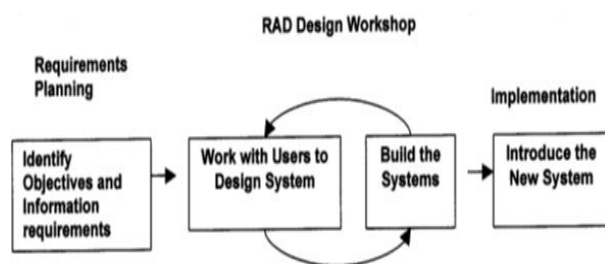 RAD Design Workshop
Requirements
Planning
Implementation
Identify
Objectives and
Information
requirements
Work with Users to
Design System
Build the
Systems
Introduce the
New System